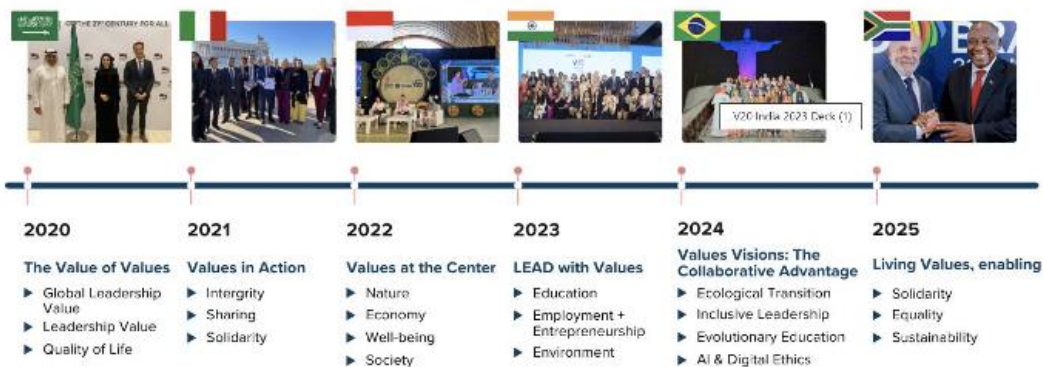 OF THE 21ST CENTURY FOR ALL
V20
V20 India 2023 Deck (1)
2020
The Value of Values
Global Leadership
Value
Leadership Value
Quality of Life
2021
Values in Action
Intergrity
Sharing
Solidarity
2022
Values at the Center
Nature
Economy
Well-being
Society
2023
LEAD with Values
Education
Employment +
Entrepreneurship
Environment
2024
Values Visions: The
Collaborative Advantage
Ecological Transition
Inclusive Leadership
Evolutionary Education
AI & Digital Ethics
2025
Living Values, enabling
Solidarity
Equality
Sustainability